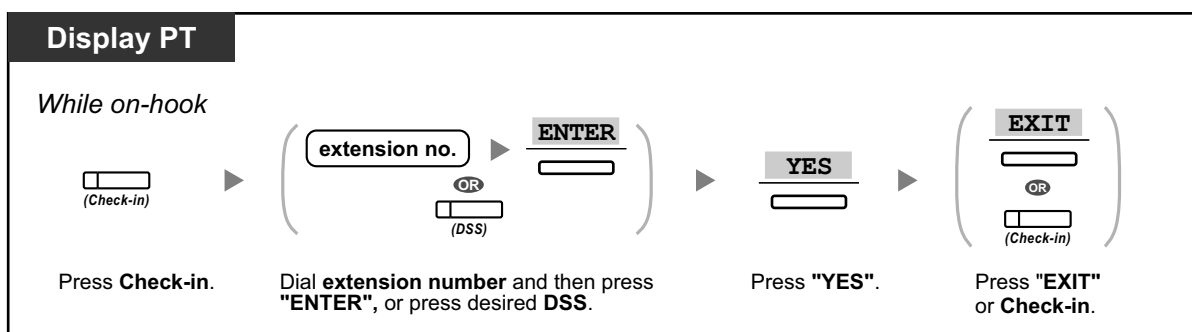 Display PT
While on-hook
(Check-in)
extension no.
ENTER
OR
(DSS)
YES
EXIT
OR
(Check-in)
Press Check-in.
Dial extension number and then press
"ENTER", or press desired DSS.
Press "YES".
Press "EXIT"
or Check-in.